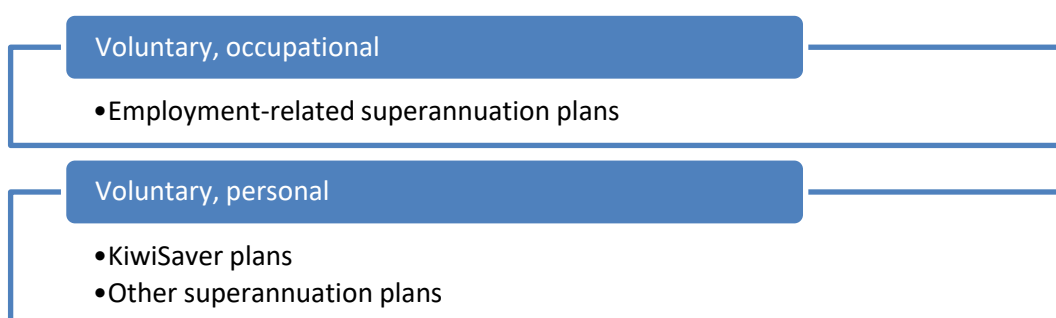 Voluntary, occupational
•Employment-related superannuation plans
Voluntary, personal
•KiwiSaver plans
•Other superannuation plans